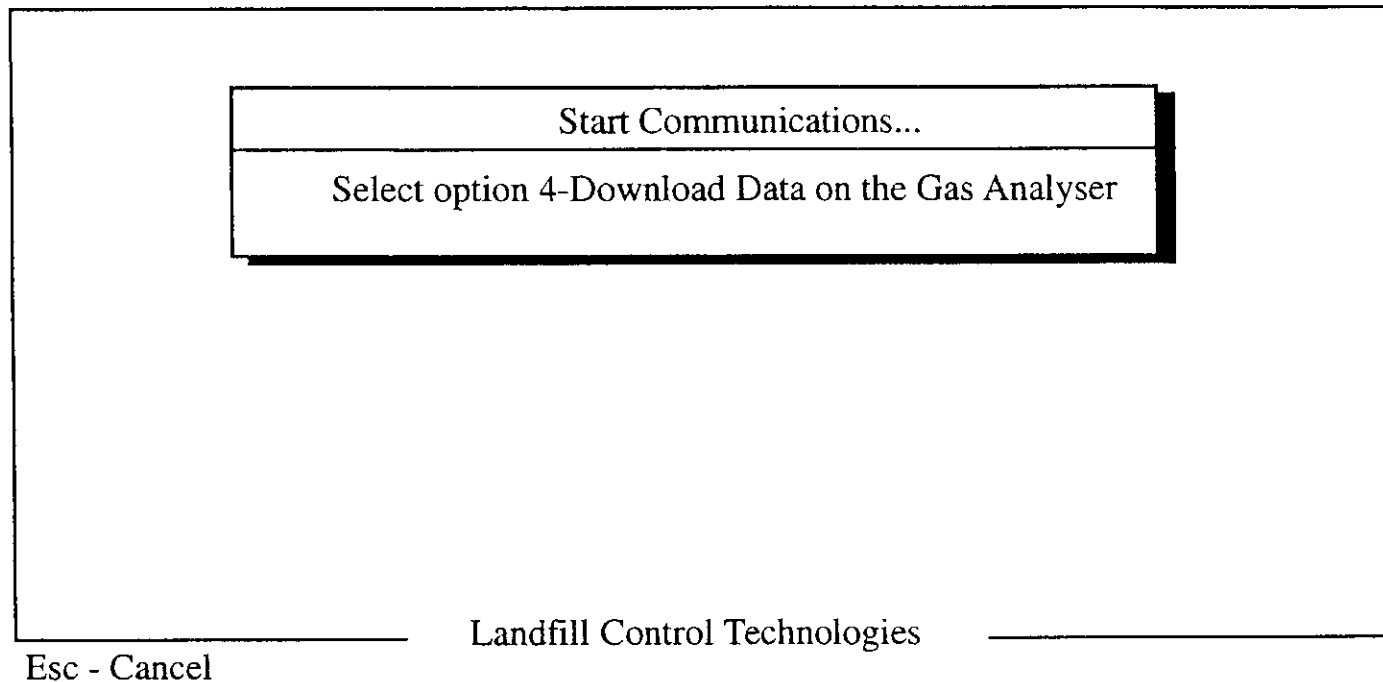 Start Communications...
Select option 4-Download Data on the Gas Analyser
Landfill Control Technologies
Esc - Cancel